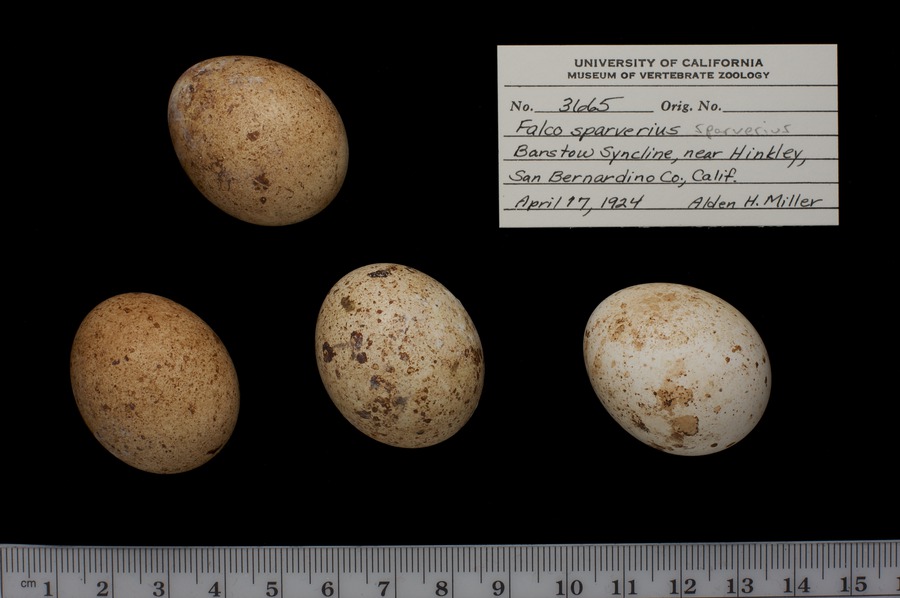 UNIVERSITY OF CALIFORNIA
MUSEUM OF VERTEBRATE ZOOLOGY
No. 3165 Orig. No.
Falco sparverius sparverius
Barstow Syncline, near Hinkley,
San Bernardino Co., Calif.
April 17, 1924 Alden H. Miller
cm 1 2 3 4 5 6 7 8 9 10 11 12 13 14 15